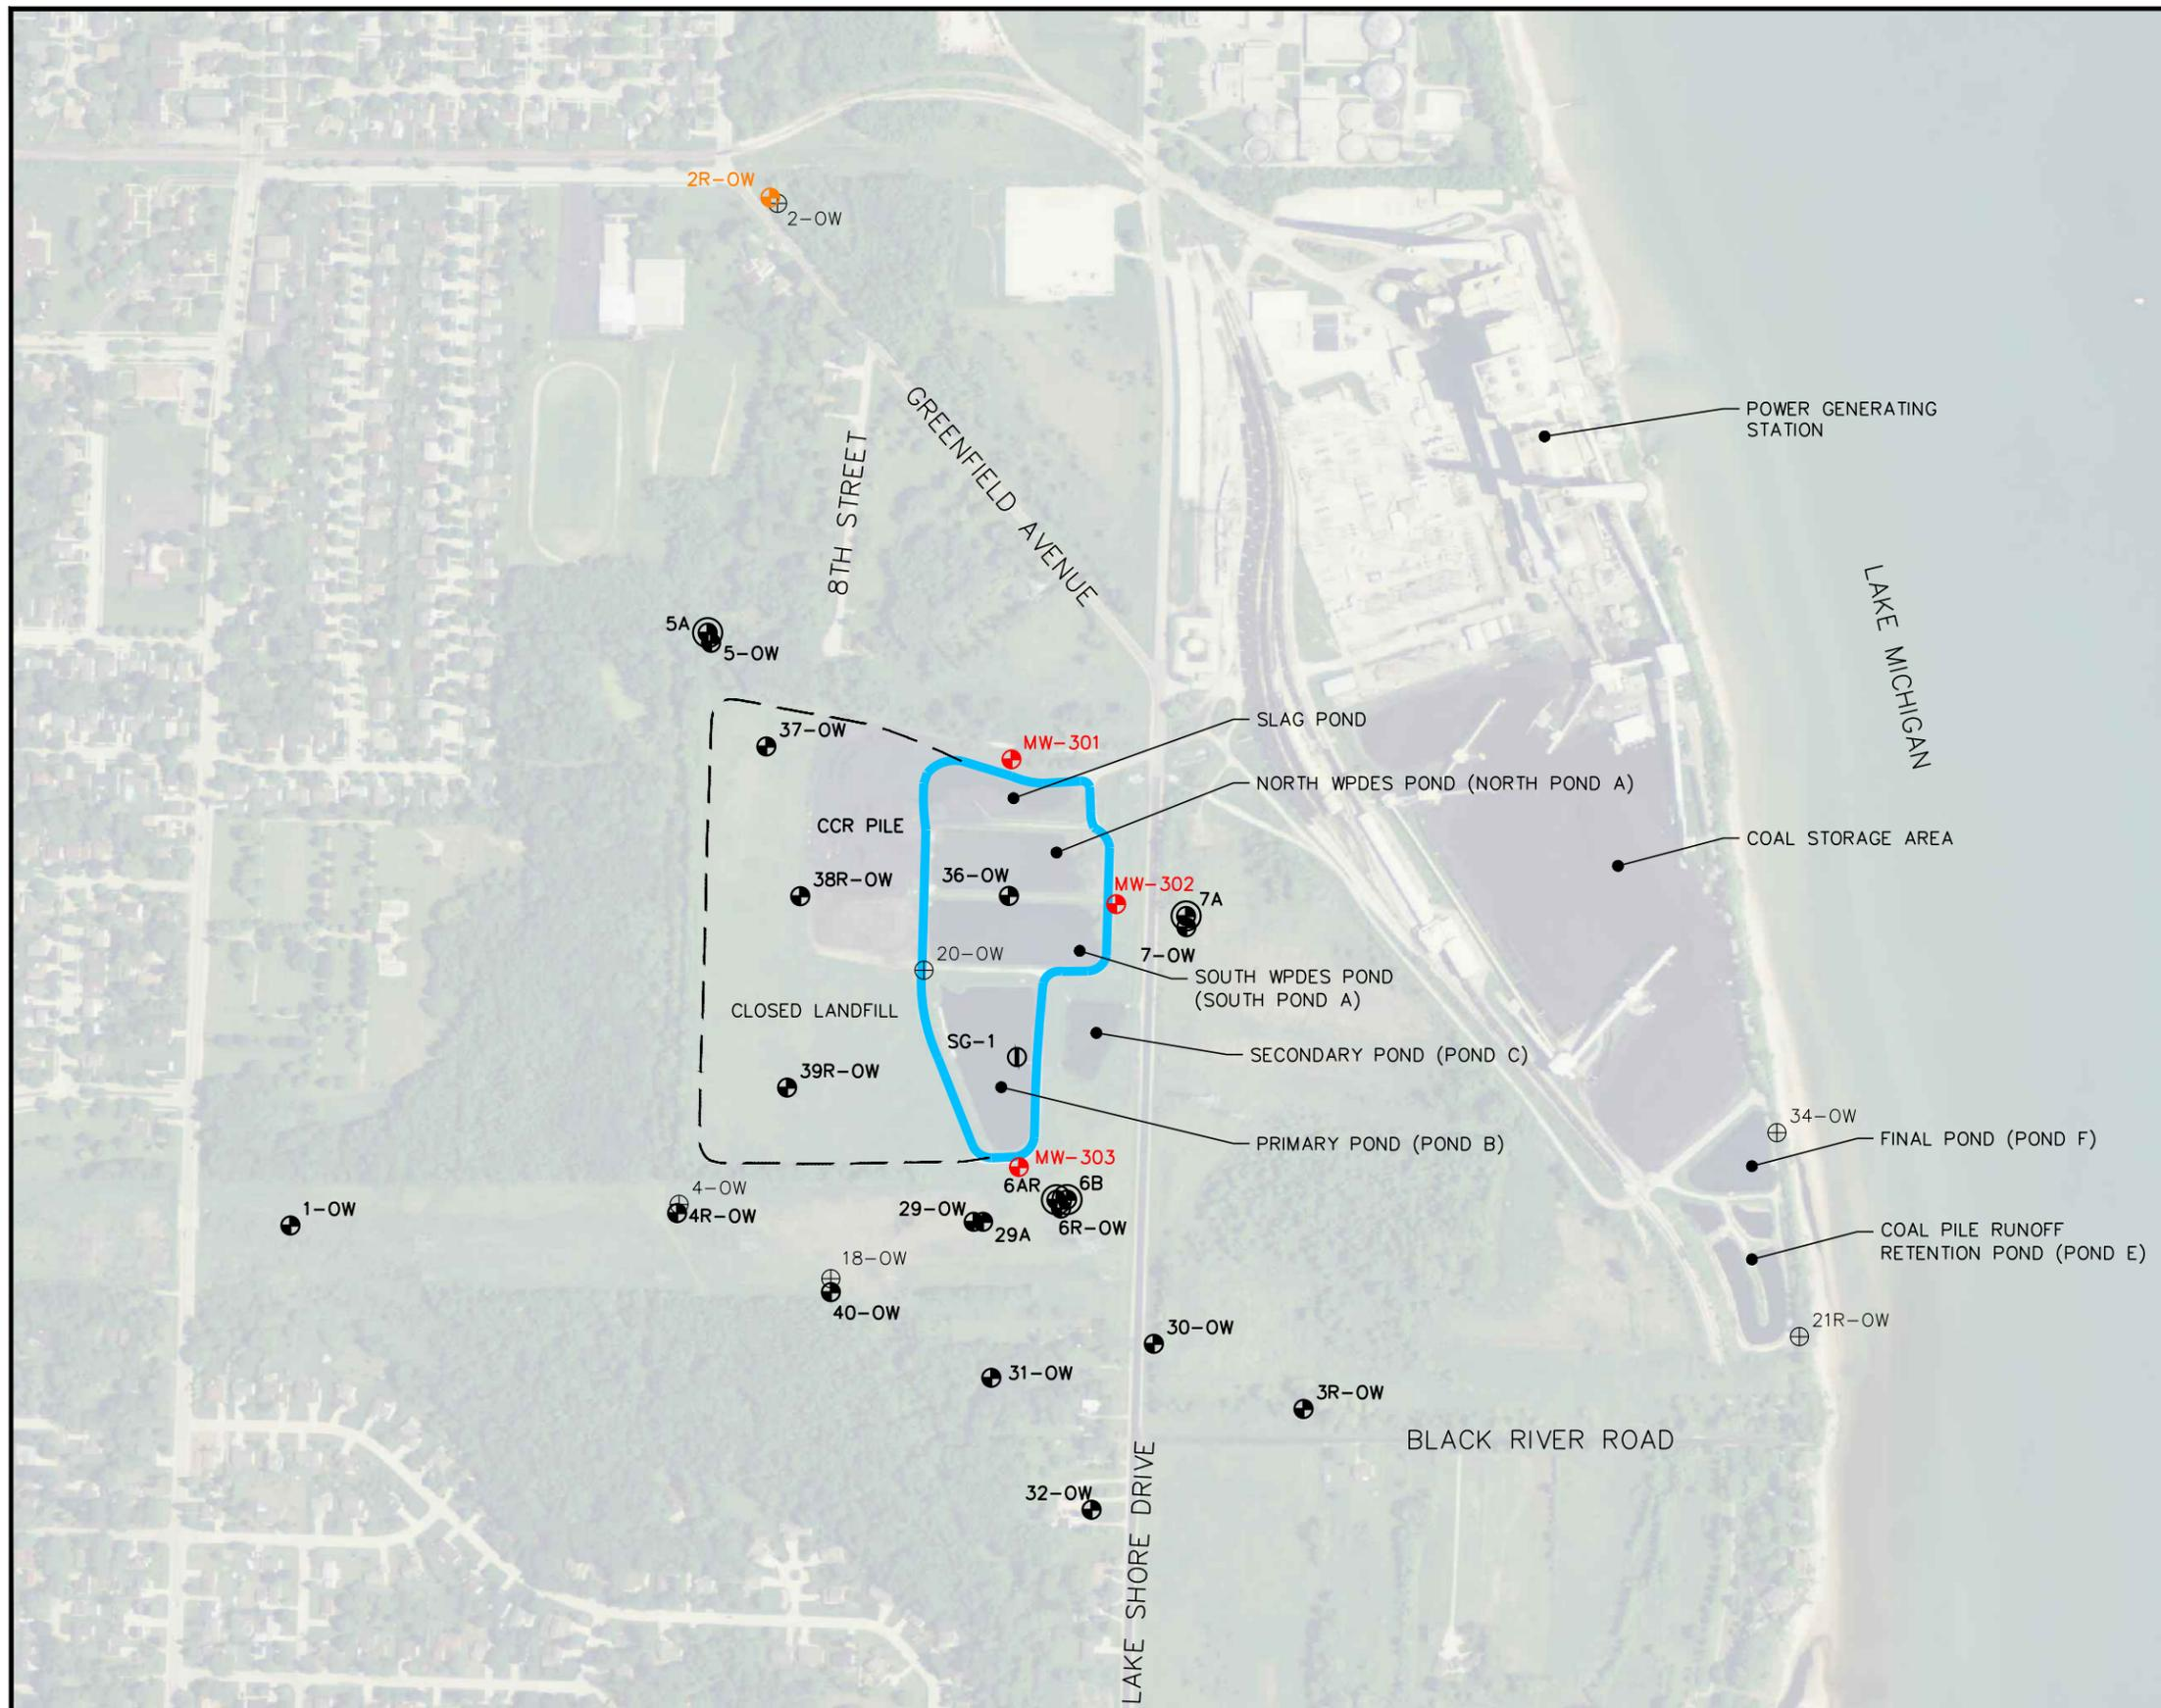 2R-OW
2-OW
GREENFIELD AVENUE
8TH STREET
POWER GENERATING
STATION
LAKE MICHIGAN
5A
5-OW
37-OW
MW-301
SLAG POND
NORTH WPDES POND (NORTH POND A)
CCR PILE
COAL STORAGE AREA
38R-OW
36-OW
MW-302
7A
7-OW
20-OW
SOUTH WPDES POND
(SOUTH POND A)
CLOSED LANDFILL
SG-1
SECONDARY POND (POND C)
39R-OW
PRIMARY POND (POND B)
34-OW
FINAL POND (POND F)
MW-303
6AR
6B
6R-OW
4-OW
4R-OW
1-OW
29-OW
29A
COAL PILE RUNOFF
RETENTION POND (POND E)
18-OW
40-OW
21R-OW
30-OW
31-OW
3R-OW
BLACK RIVER ROAD
32-OW
LAKE SHORE DRIVE